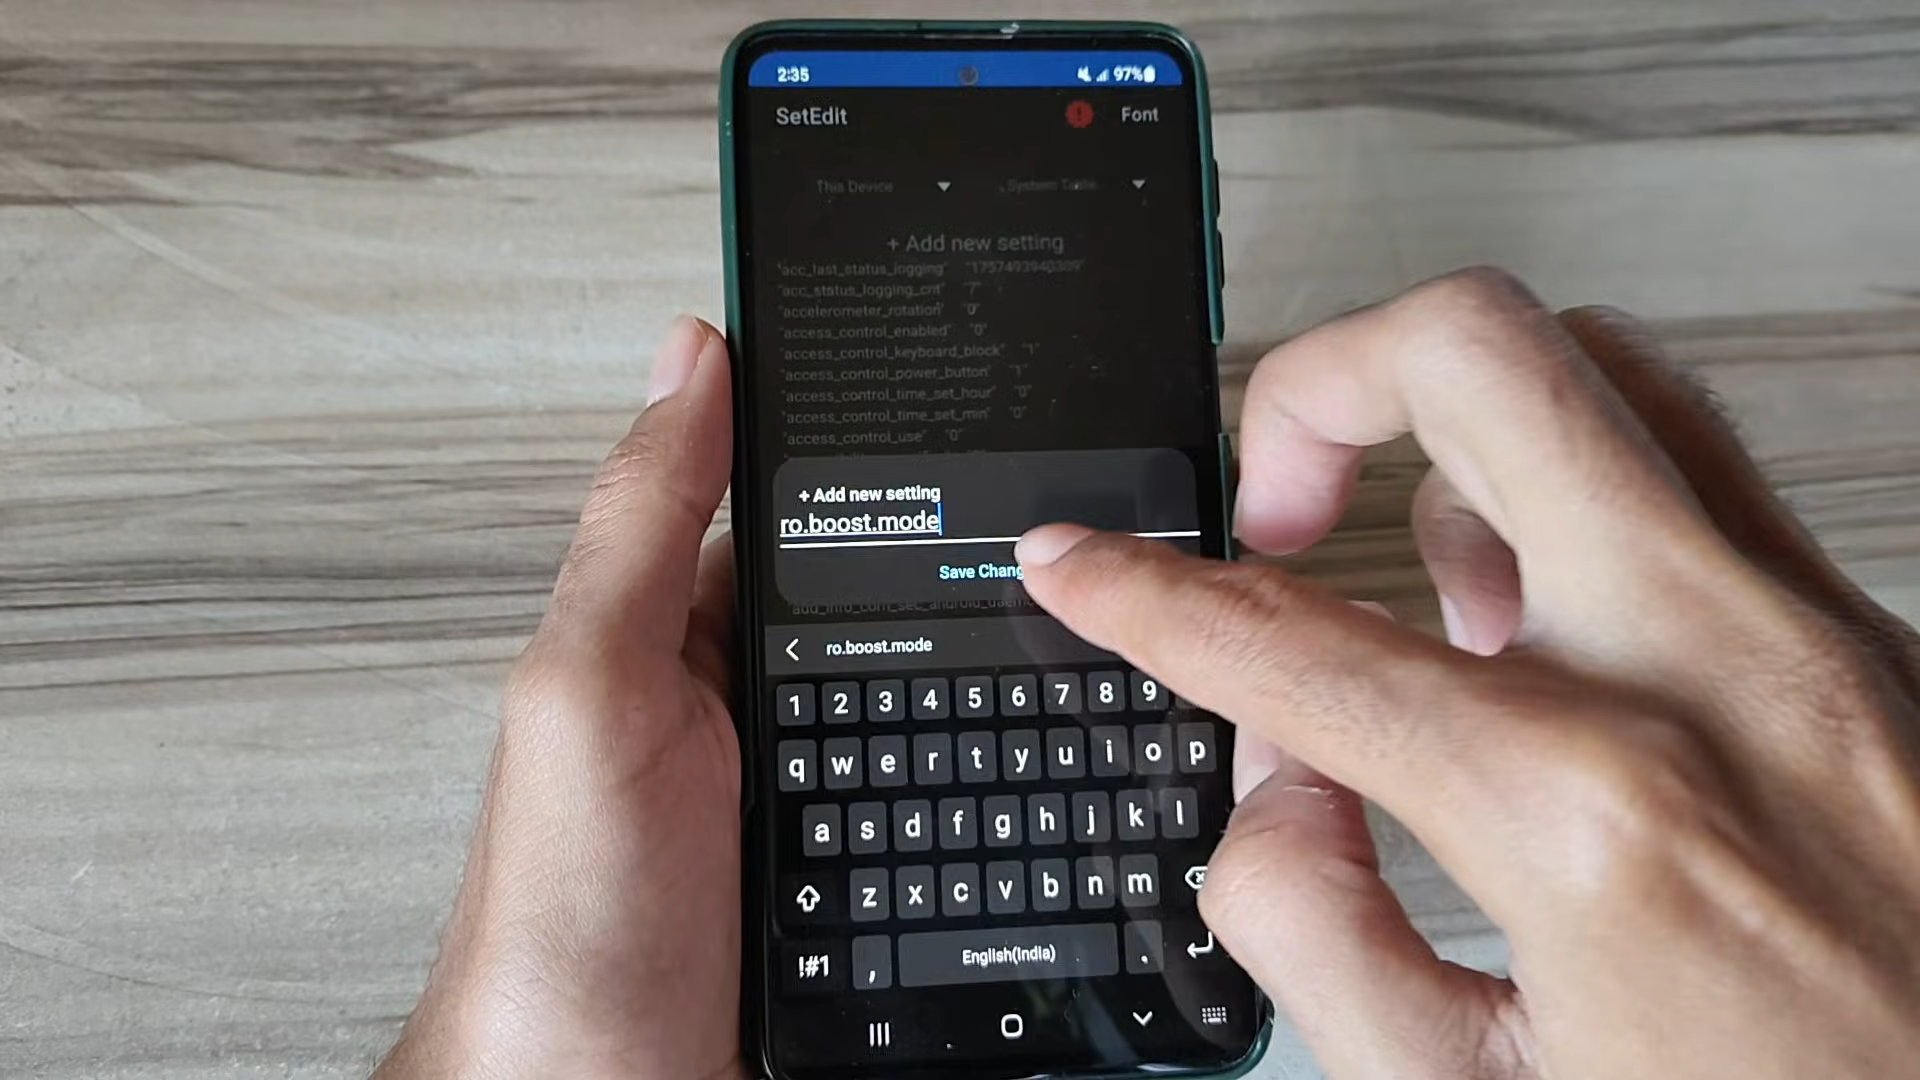 2:35 97%
SetEdit Font
This Device System Table
+ Add new setting
"acc_last_status_logging" "1757493940309"
"acc_status_logging_cnt" "7"
"accelerometer_rotation" "0"
"access_control_enabled" "0"
"access_control_keyboard_block" "1"
"access_control_power_button" "1"
"access_control_time_set_hour" "0"
"access_control_time_set_min" "0"
"access_control_use" "0"
+ Add new setting
ro.boost.mode
Save Chang
"add_info_com_sec_android_daemo
ro.boost.mode
1 2 3 4 5 6 7 8 9
q w e r t y u i o p
a s d f g h j k l
z x c v b n m
!#1 , English(India) .